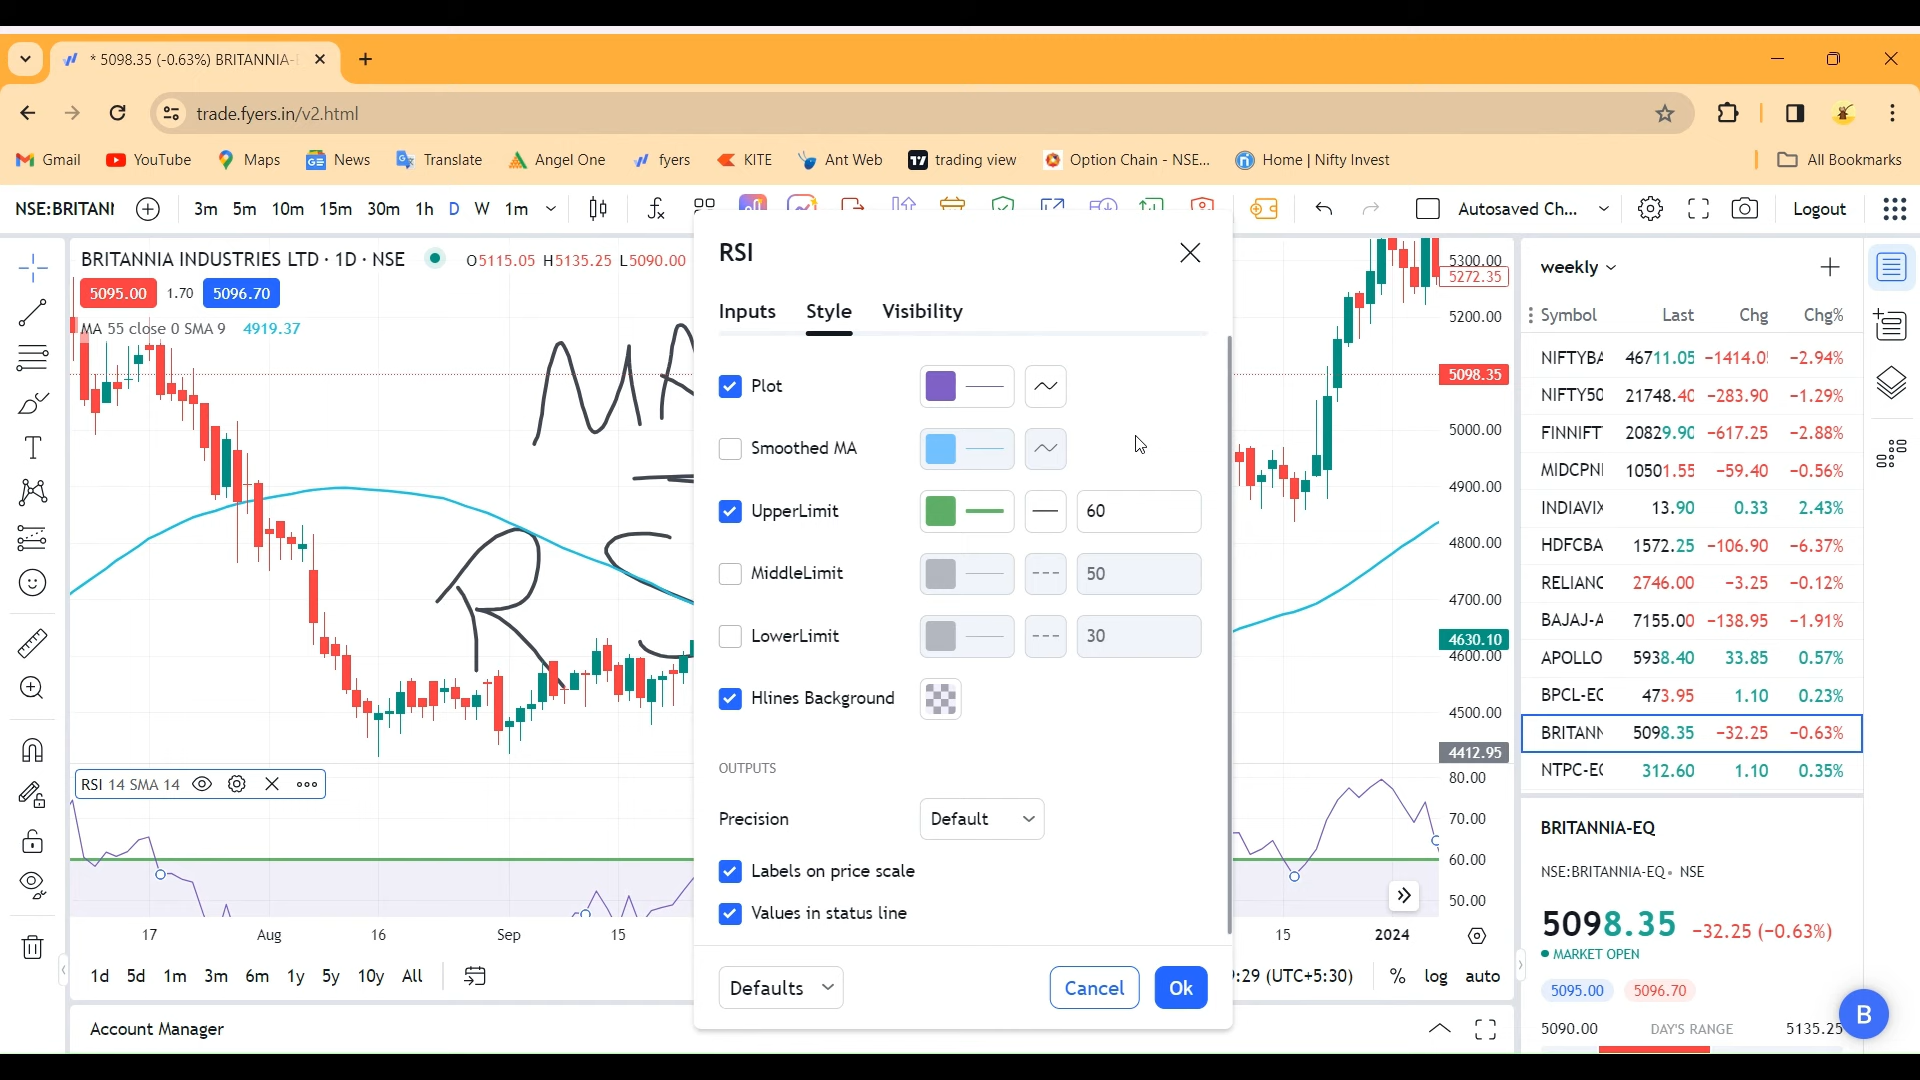 * 5098.35 (-0.63%) BRITANNIA-
trade.fyers.in/v2.html
Gmail YouTube Maps News Translate Angel One fyers KITE Ant Web trading view Option Chain - NSE... Home | Nifty Invest All Bookmarks
NSE:BRITANI 3m 5m 10m 15m 30m 1h D W 1m Autosaved Ch... Logout
BRITANNIA INDUSTRIES LTD · 1D · NSE O5115.05 H5135.25 L5090.00
5095.00 1.70 5096.70
MA 55 close 0 SMA 9 4919.37
MA
RS
RSI 14 SMA 14
17 Aug 16 Sep 15
15 2024
1d 5d 1m 3m 6m 1y 5y 10y All
:29 (UTC+5:30) % log auto
Account Manager
RSI
Inputs Style Visibility
Plot
Smoothed MA
UpperLimit 60
MiddleLimit 50
LowerLimit 30
Hlines Background
OUTPUTS
Precision Default
Labels on price scale
Values in status line
Defaults Cancel Ok
5300.00
5272.35
5200.00
5098.35
5000.00
4900.00
4800.00
4700.00
4630.10
4600.00
4500.00
4412.95
80.00
70.00
60.00
50.00
weekly
Symbol Last Chg Chg%
NIFTYBA 46711.05 -1414.0 -2.94%
NIFTY50 21748.40 -283.90 -1.29%
FINNIFT 20829.90 -617.25 -2.88%
MIDCPNI 10501.55 -59.40 -0.56%
INDIAVIX 13.90 0.33 2.43%
HDFCBA 1572.25 -106.90 -6.37%
RELIANC 2746.00 -3.25 -0.12%
BAJAJ-A 7155.00 -138.95 -1.91%
APOLLO 5938.40 33.85 0.57%
BPCL-EC 473.95 1.10 0.23%
BRITANN 5098.35 -32.25 -0.63%
NTPC-EC 312.60 1.10 0.35%
BRITANNIA-EQ
NSE:BRITANNIA-EQ • NSE
5098.35 -32.25 (-0.63%)
MARKET OPEN
5095.00 5096.70
5090.00 DAY'S RANGE 5135.25
B